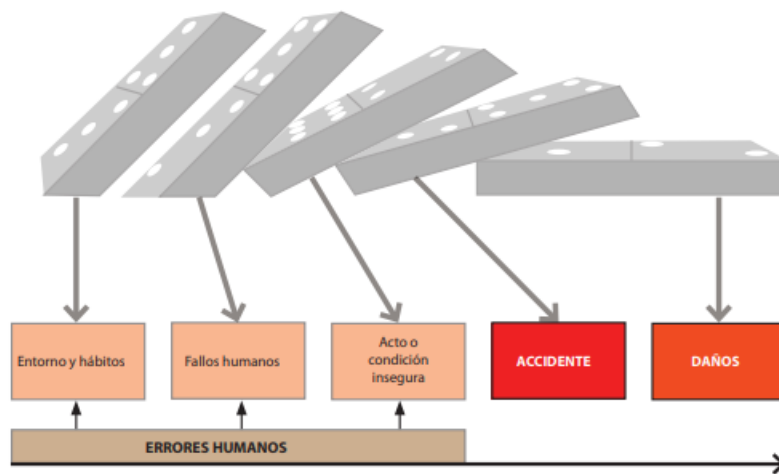 Entorno y hábitos
Fallos humanos
Acto o
condición
insegura
ACCIDENTE
DAÑOS
ERRORES HUMANOS